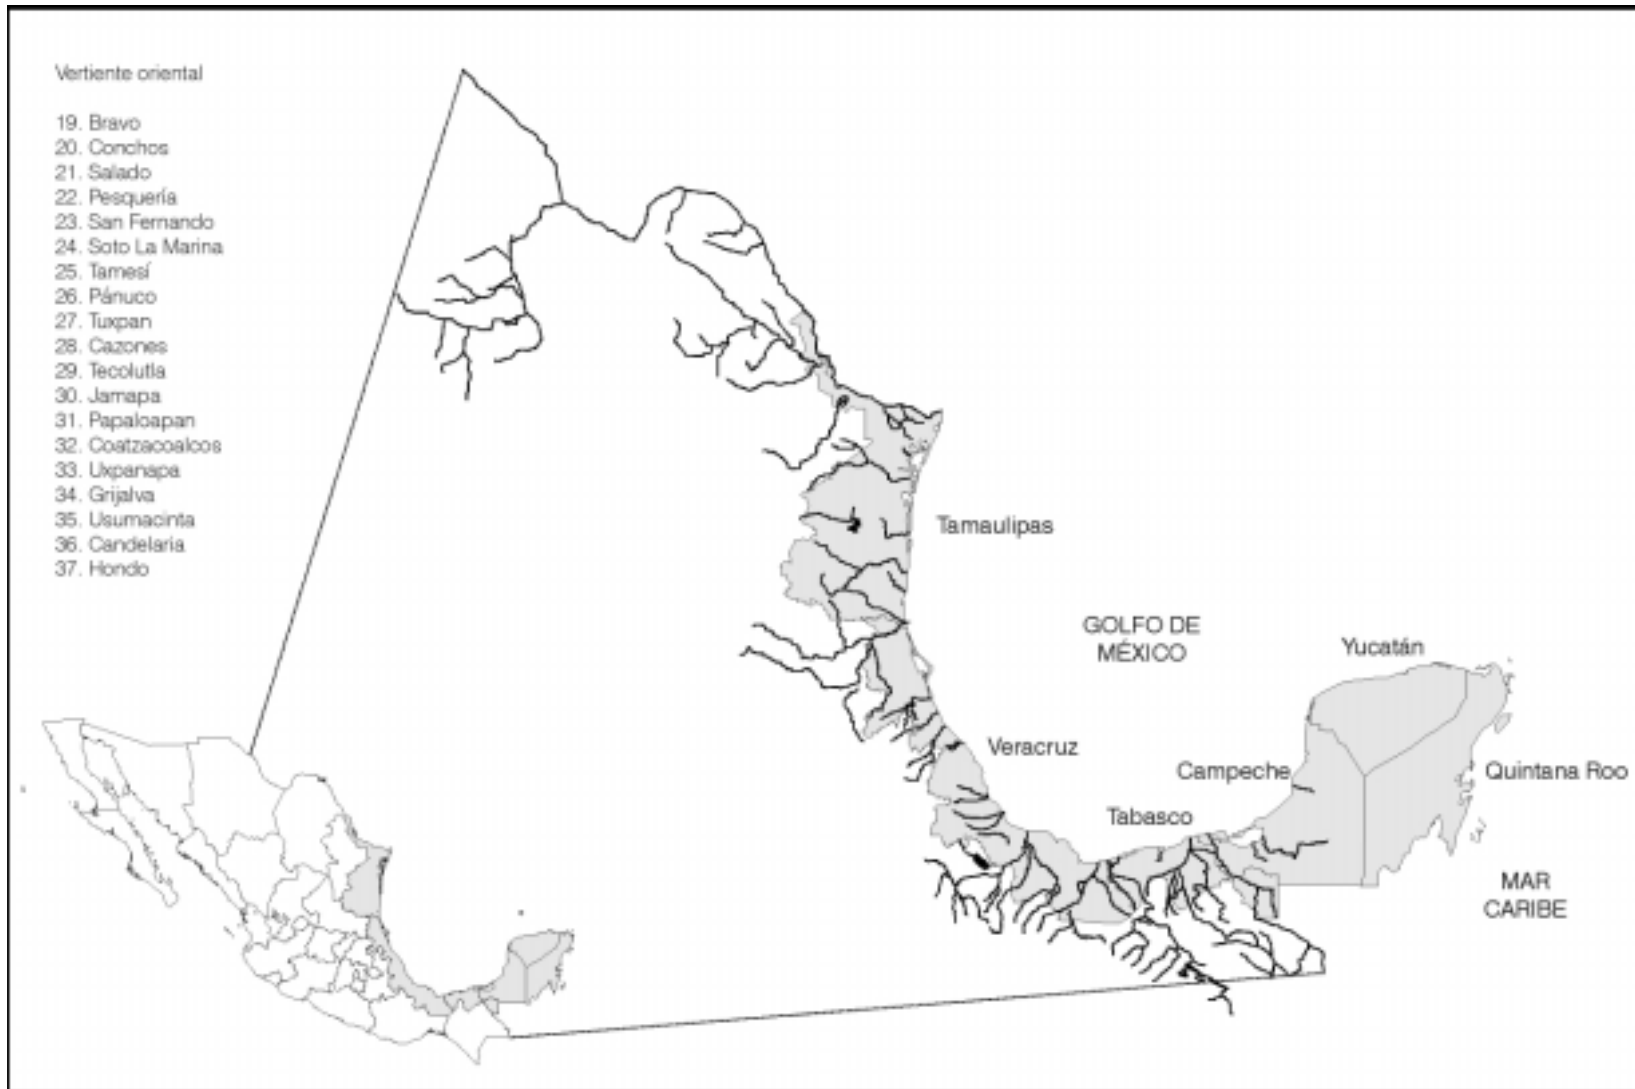 Vertiente oriental
19. Bravo
20. Conchos
21. Salado
22. Pesquería
23. San Fernando
24. Soto La Marina
25. Tamesí
26. Pánuco
27. Tuxpan
28. Cazones
29. Tecolutla
30. Jamapa
31. Papaloapan
32. Coatzacoalcos
33. Uxpanapa
34. Grijalva
35. Usumacinta
36. Candelaria
37. Hondo
Tamaulipas
GOLFO DE
MÉXICO
Yucatán
Veracruz
Campeche
Quintana Roo
Tabasco
MAR
CARIBE